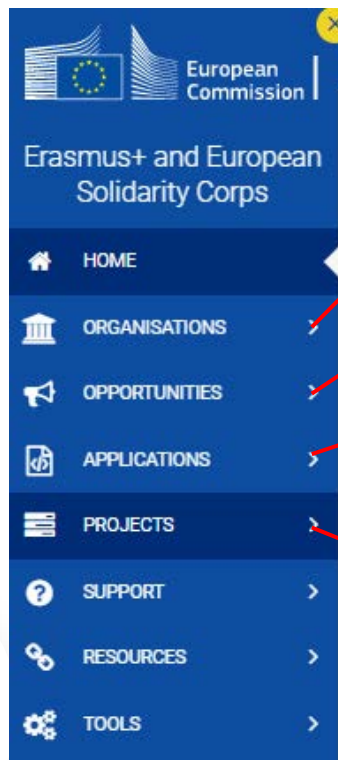 European
Commission
Erasmus+ and European
Solidarity Corps
HOME
ORGANISATIONS
OPPORTUNITIES
APPLICATIONS
PROJECTS
SUPPORT
RESOURCES
TOOLS